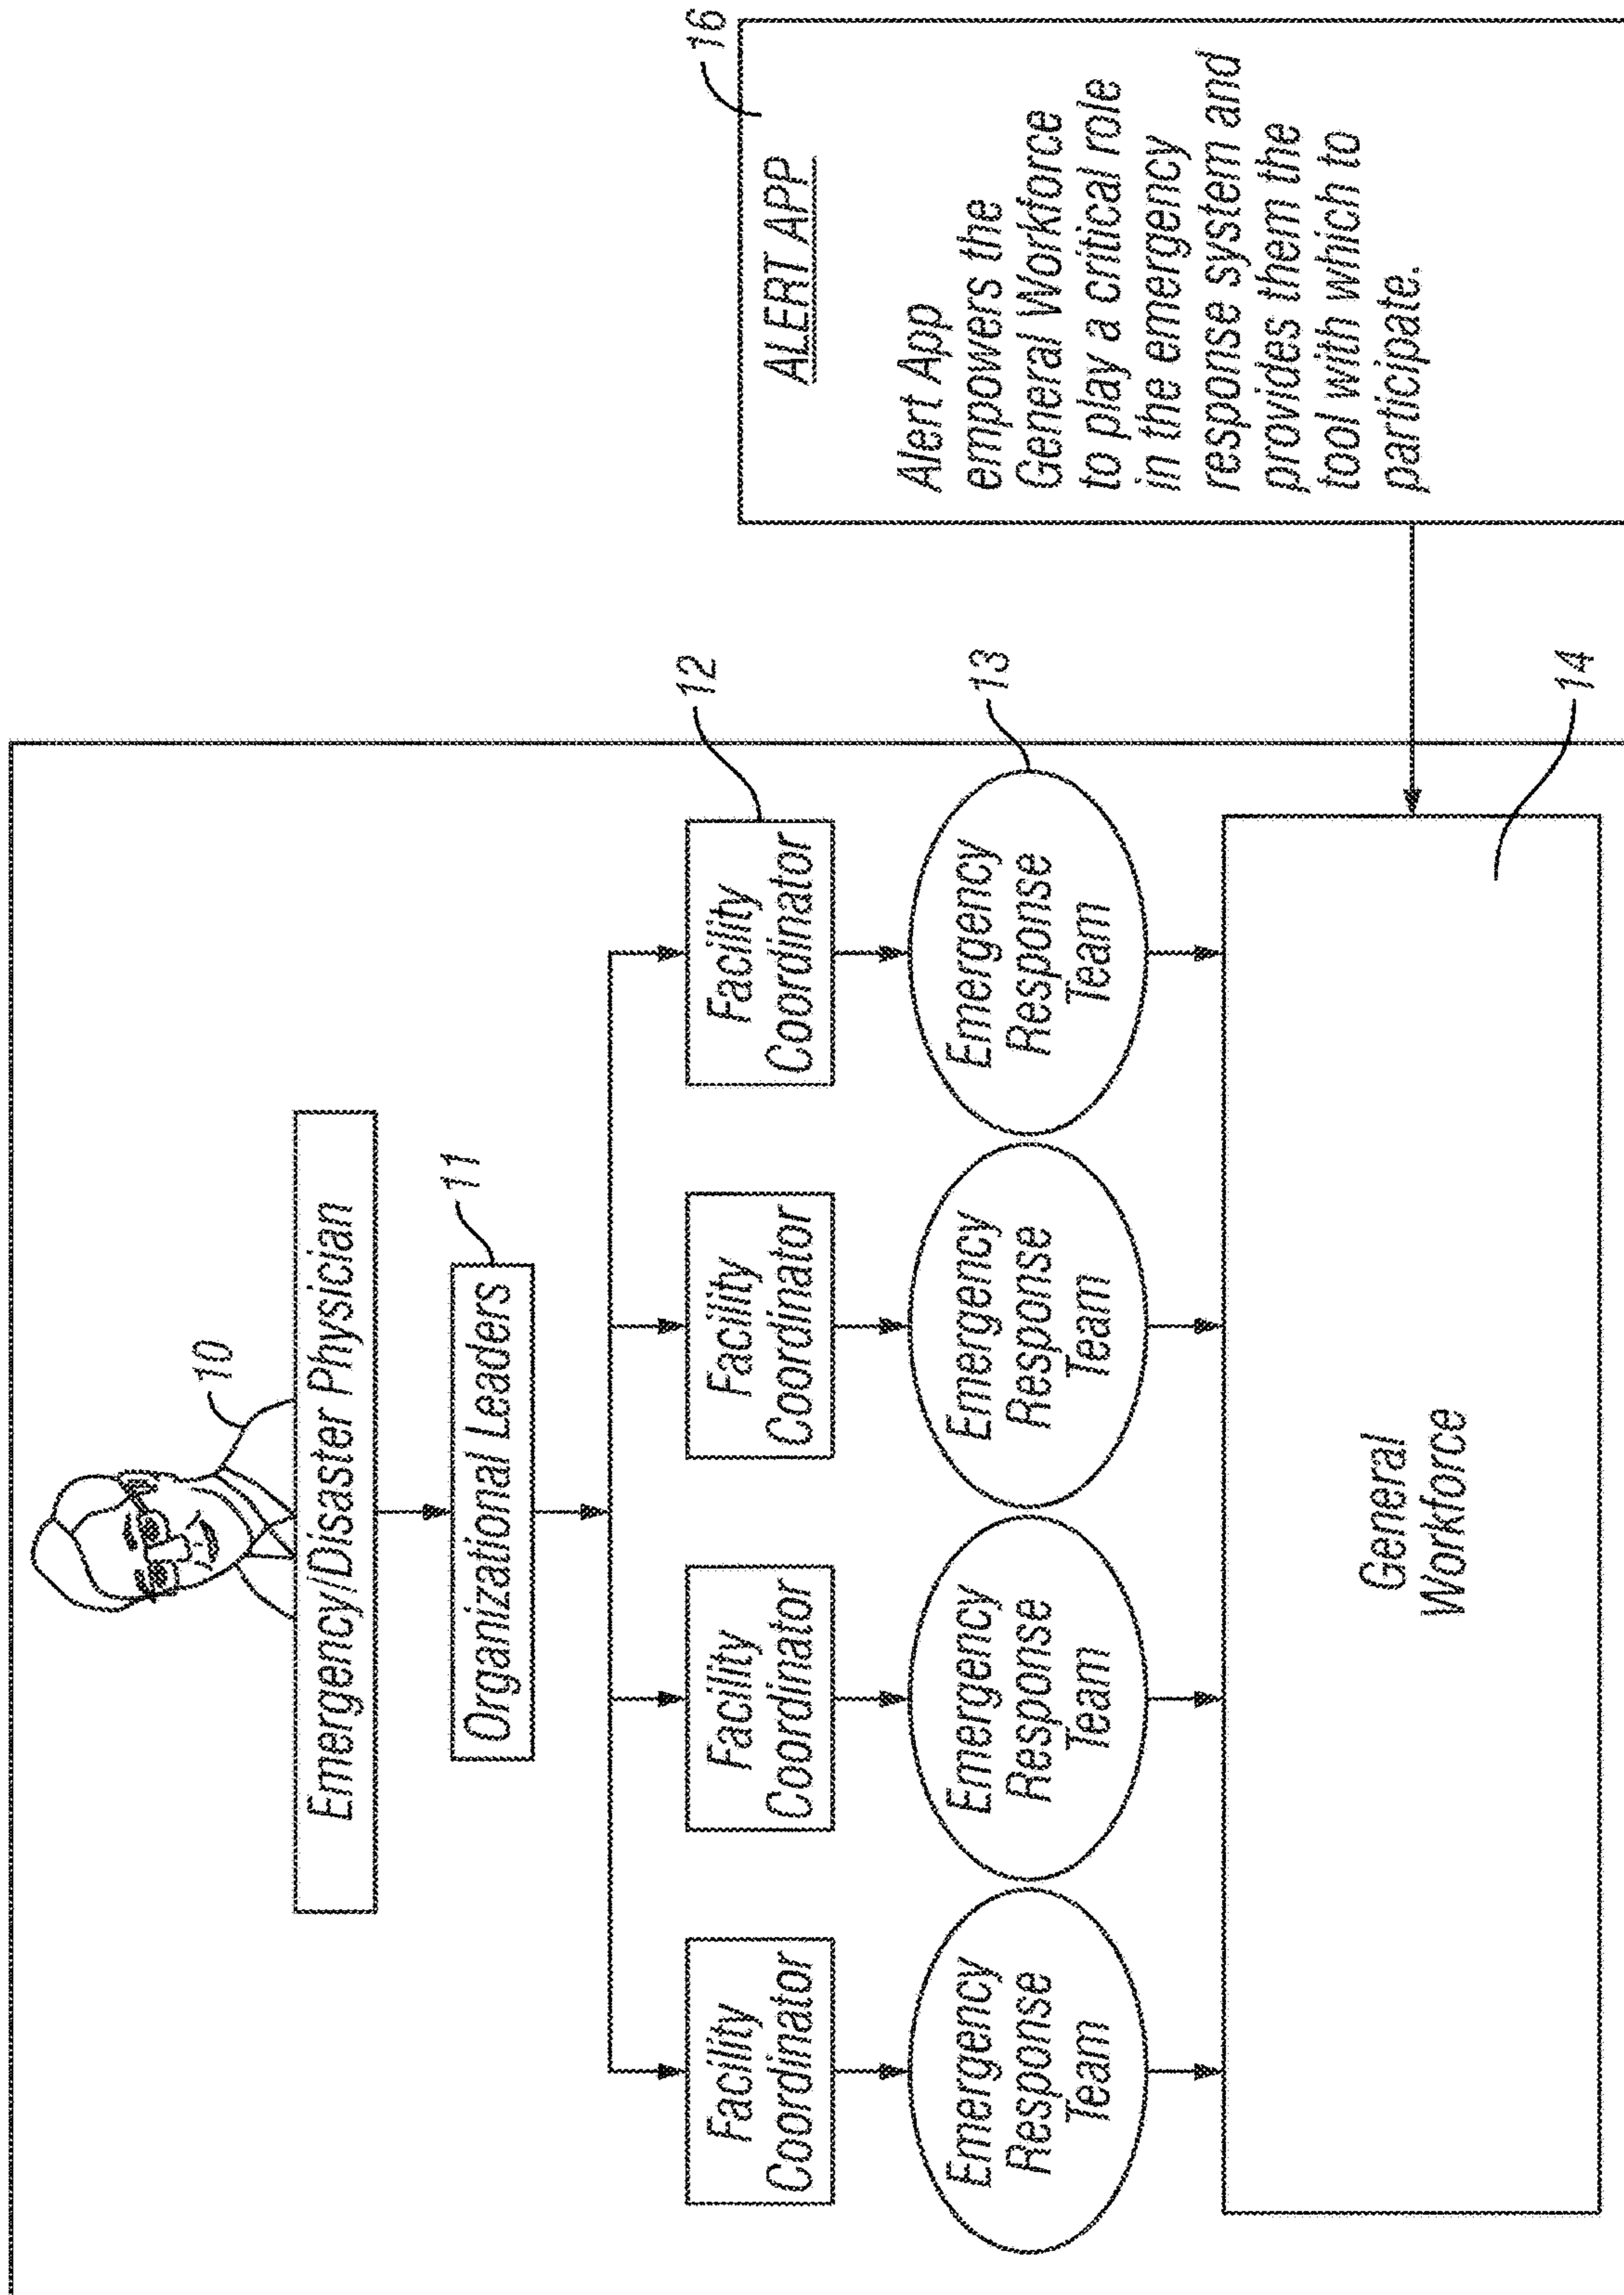 10
Emergency/Disaster Physician
11
Organizational Leaders
12
Facility
Coordinator
Facility
Coordinator
Facility
Coordinator
Facility
Coordinator
13
Emergency
Response
Team
Emergency
Response
Team
Emergency
Response
Team
Emergency
Response
Team
General
Workforce
14
16
ALERT APP
Alert App
empowers the
General Workforce
to play a critical role
in the emergency
response system and
provides them the
tool with which to
participate.